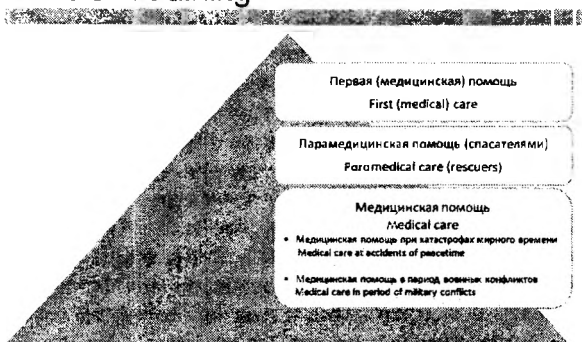 Первая (медицинская) помощь
First (medical) care
Парамедицинская помощь (спасателями)
Paramedical care (rescuers)
Медицинская помощь
Medical care
• Медицинская помощь при катастрофах мирного времени
Medical care at accidents of peacetime
• Медицинская помощь в период военных конфликтов
Medical care in period of military conflicts